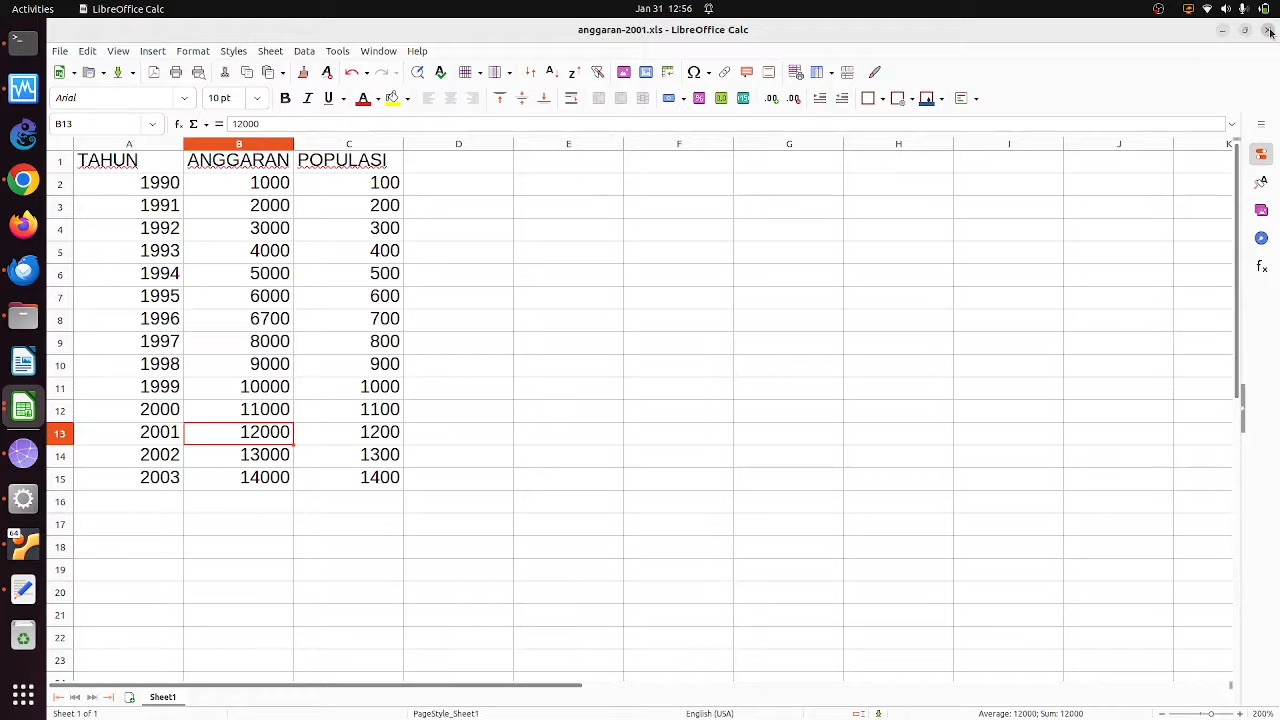 Activities LibreOffice Calc Jan 31 12:56
anggaran-2001.xls - LibreOffice Calc
File Edit View Insert Format Styles Sheet Data Tools Window Help
Arial 10 pt
B13 12000
A B C D E F G H I J K
1 TAHUN ANGGARAN POPULASI
2 1990 1000 100
3 1991 2000 200
4 1992 3000 300
5 1993 4000 400
6 1994 5000 500
7 1995 6000 600
8 1996 6700 700
9 1997 8000 800
10 1998 9000 900
11 1999 10000 1000
12 2000 11000 1100
13 2001 12000 1200
14 2002 13000 1300
15 2003 14000 1400
16
17
18
19
20
21
22
23
Sheet1
Sheet 1 of 1 PageStyle_Sheet1 English (USA) Average: 12000; Sum: 12000 200%